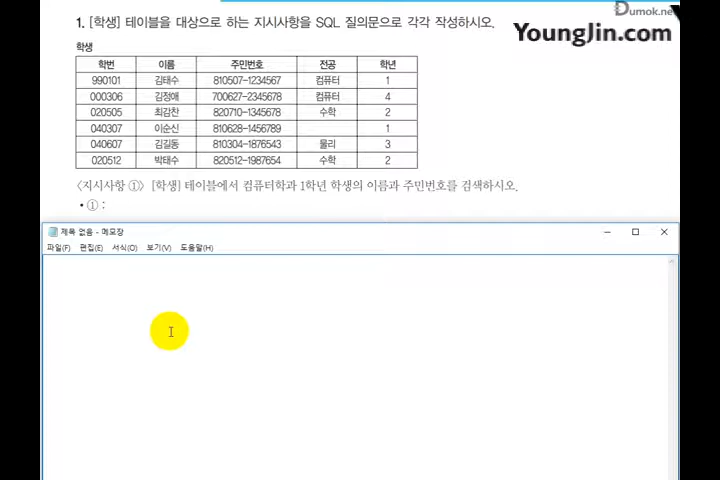 Dumok.ne
YoungJin.com
1. [학생] 테이블을 대상으로 하는 지시사항을 SQL 질의문으로 각각 작성하시오.
학생
학번 이름 주민번호 전공 학년
990101 김태수 810507-1234567 컴퓨터 1
000306 김정애 700627-2345678 컴퓨터 4
020505 최감찬 820710-1345678 수학 2
040307 이순신 810628-1456789 1
040607 김길동 810304-1876543 물리 3
020512 박태수 820512-1987654 수학 2
<지시사항 ①> [학생] 테이블에서 컴퓨터학과 1학년 학생의 이름과 주민번호를 검색하시오.
• ① :
제목 없음 - 메모장
파일(F) 편집(E) 서식(O) 보기(V) 도움말(H)